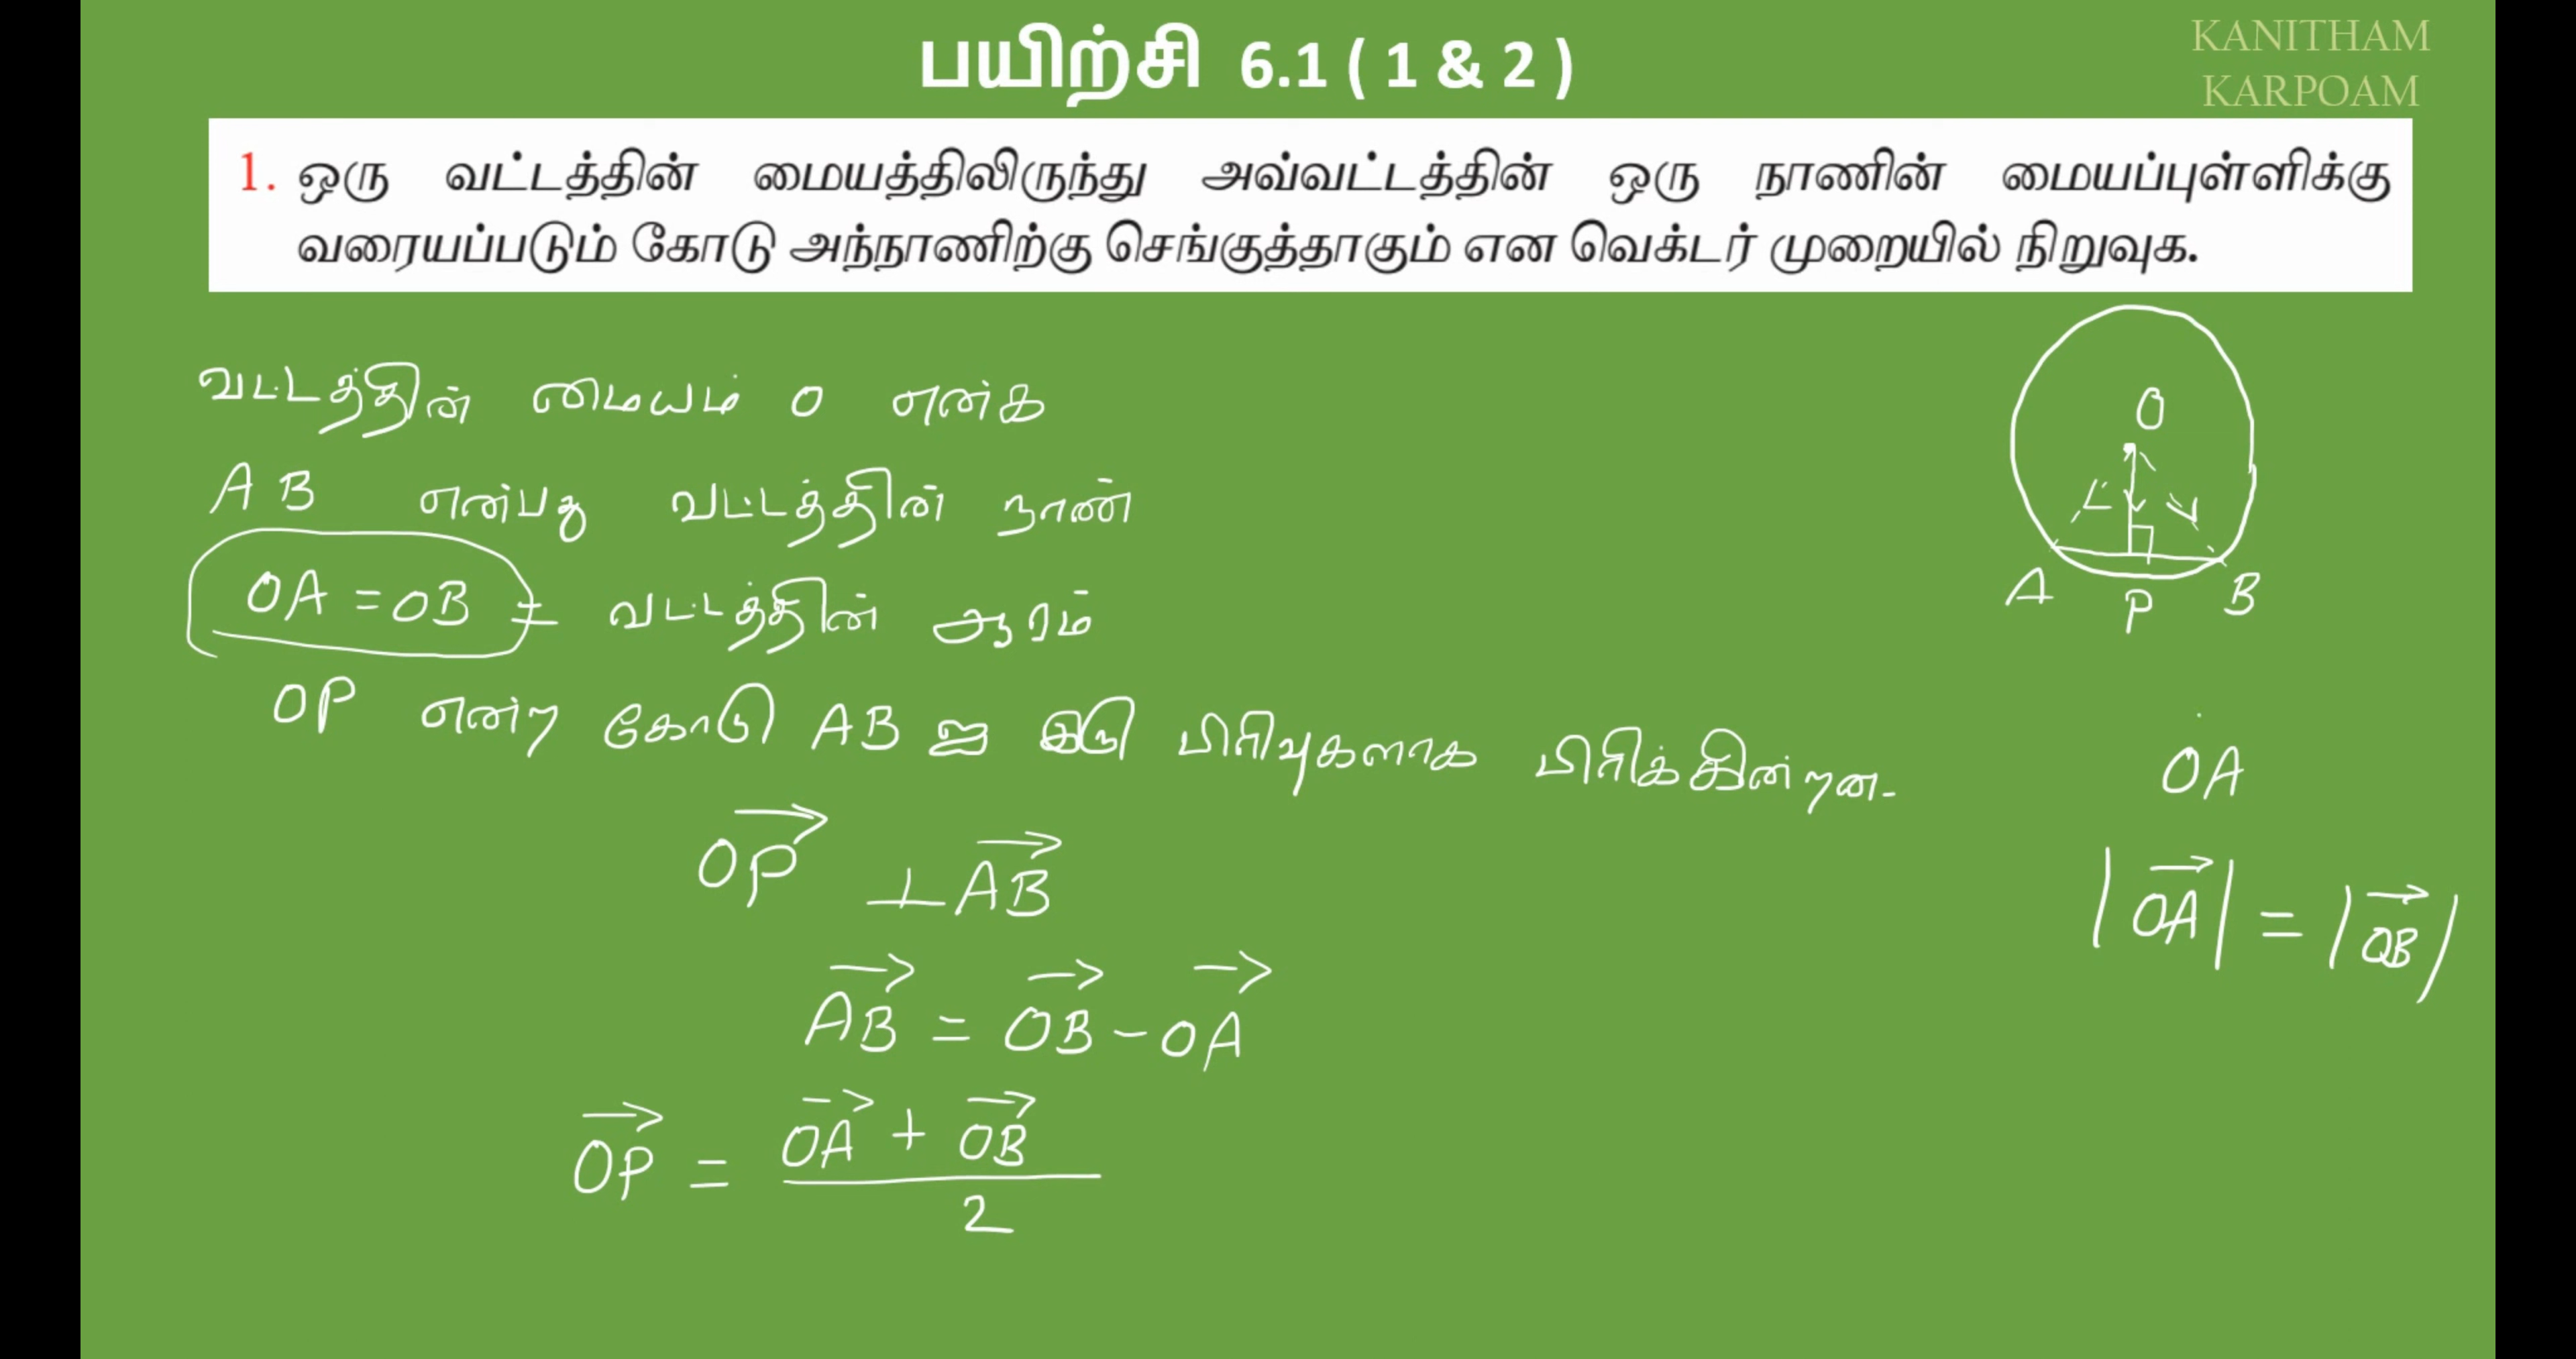 பயிற்சி 6.1 ( 1 & 2 )
KANITHAM
KARPOAM
1. ஒரு வட்டத்தின் மையத்திலிருந்து அவ்வட்டத்தின் ஒரு நாணின் மையப்புள்ளிக்கு
வரையப்படும் கோடு அந்நாணிற்கு செங்குத்தாகும் என வெக்டர் முறையில் நிறுவுக.
வட்டத்தின் மையம் O என்க
AB என்பது வட்டத்தின் நாண்
OA = OB = வட்டத்தின் ஆரம்
OP என்ற கோடு AB ஐ இரு பிரிவுகளாக பிரிக்கின்றன.
O
A P B
OA
|OA⃗| = |OB⃗|
OP⃗ ⊥ AB⃗
AB⃗ = OB⃗ - OA⃗
OP⃗ = OA⃗ + OB⃗
2